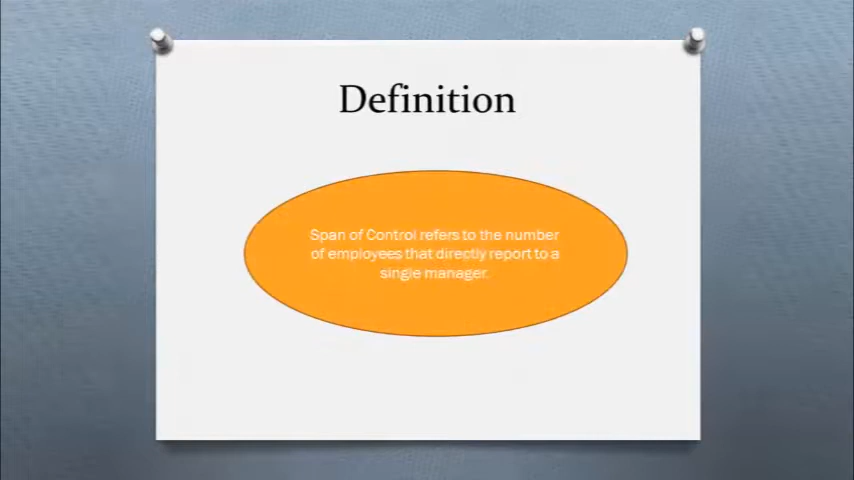 Definition
Span of Control refers to the number
of employees that directly report to a
single manager.